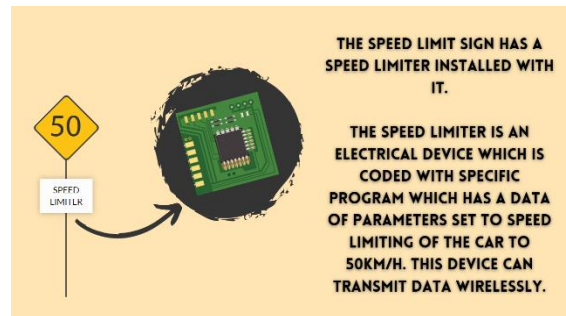 50
SPEED
LIMITER
THE SPEED LIMIT SIGN HAS A
SPEED LIMITER INSTALLED WITH
IT.
THE SPEED LIMITER IS AN
ELECTRICAL DEVICE WHICH IS
CODED WITH SPECIFIC
PROGRAM WHICH HAS A DATA
OF PARAMETERS SET TO SPEED
LIMITING OF THE CAR TO
50KM/H. THIS DEVICE CAN
TRANSMIT DATA WIRELESSLY.